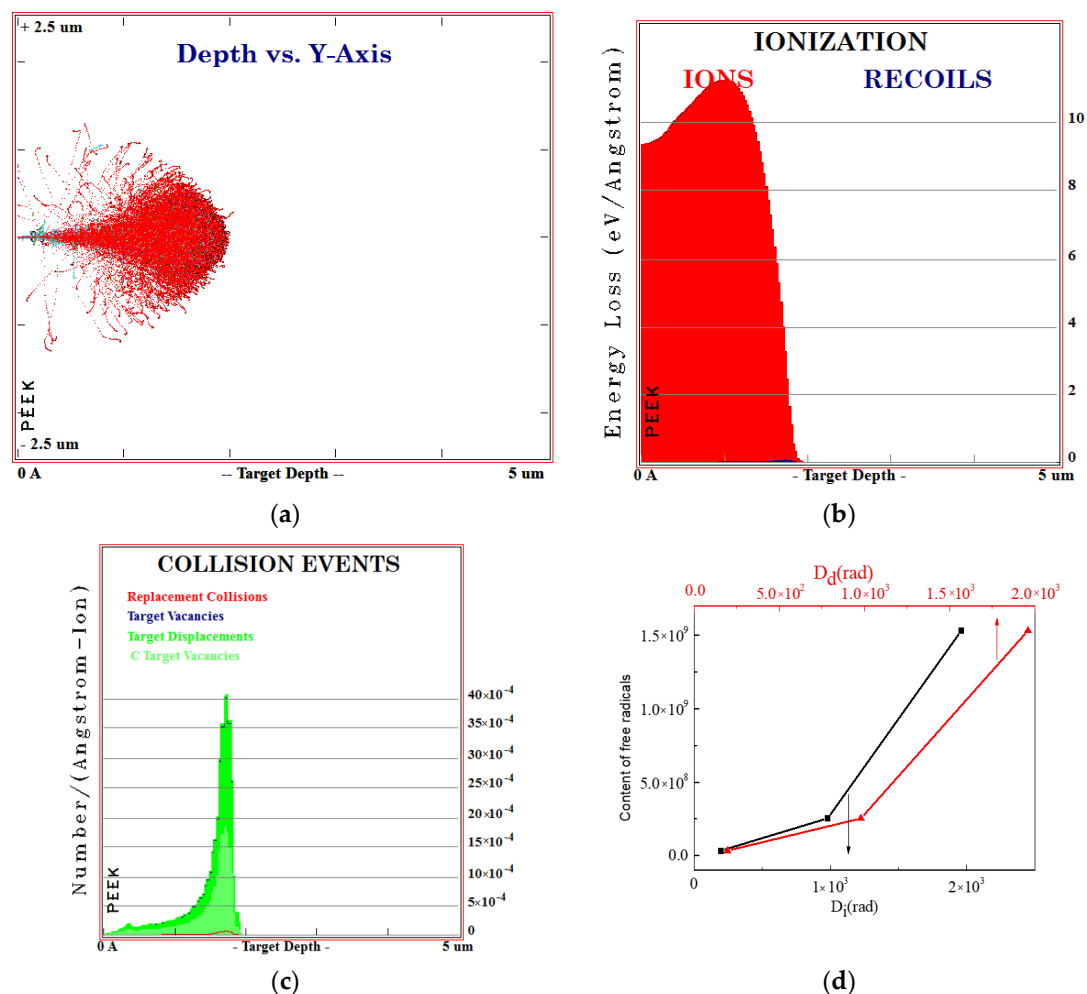 + 2.5 um
Depth vs. Y-Axis
PEEK
- 2.5 um
0 A
-- Target Depth --
5 um
(a)
IONIZATION
IONS
RECOILS
Energy Loss (eV/Angstrom)
10
8
6
4
2
0
PEEK
0 A
- Target Depth -
5 um
(b)
COLLISION EVENTS
Replacement Collisions
Target Vacancies
Target Displacements
C Target Vacancies
Number/(Angstrom-Ion)
40×10⁻⁴
35×10⁻⁴
30×10⁻⁴
25×10⁻⁴
20×10⁻⁴
15×10⁻⁴
10×10⁻⁴
5×10⁻⁴
0
PEEK
0 A
- Target Depth -
5 um
(c)
D_d(rad)
0.0
5.0×10²
1.0×10³
1.5×10³
2.0×10³
Content of free radicals
1.5×10⁹
1.0×10⁹
5.0×10⁸
0.0
0
1×10³
2×10³
D_i(rad)
(d)